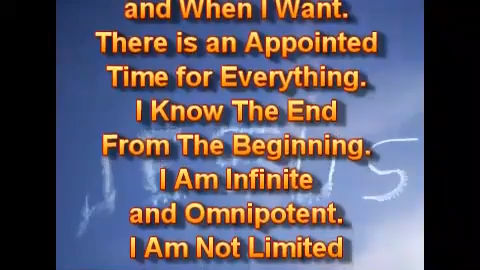 and When I Want.
There is an Appointed
Time for Everything.
I Know The End
From The Beginning.
I Am Infinite
and Omnipotent.
I Am Not Limited
JESUS